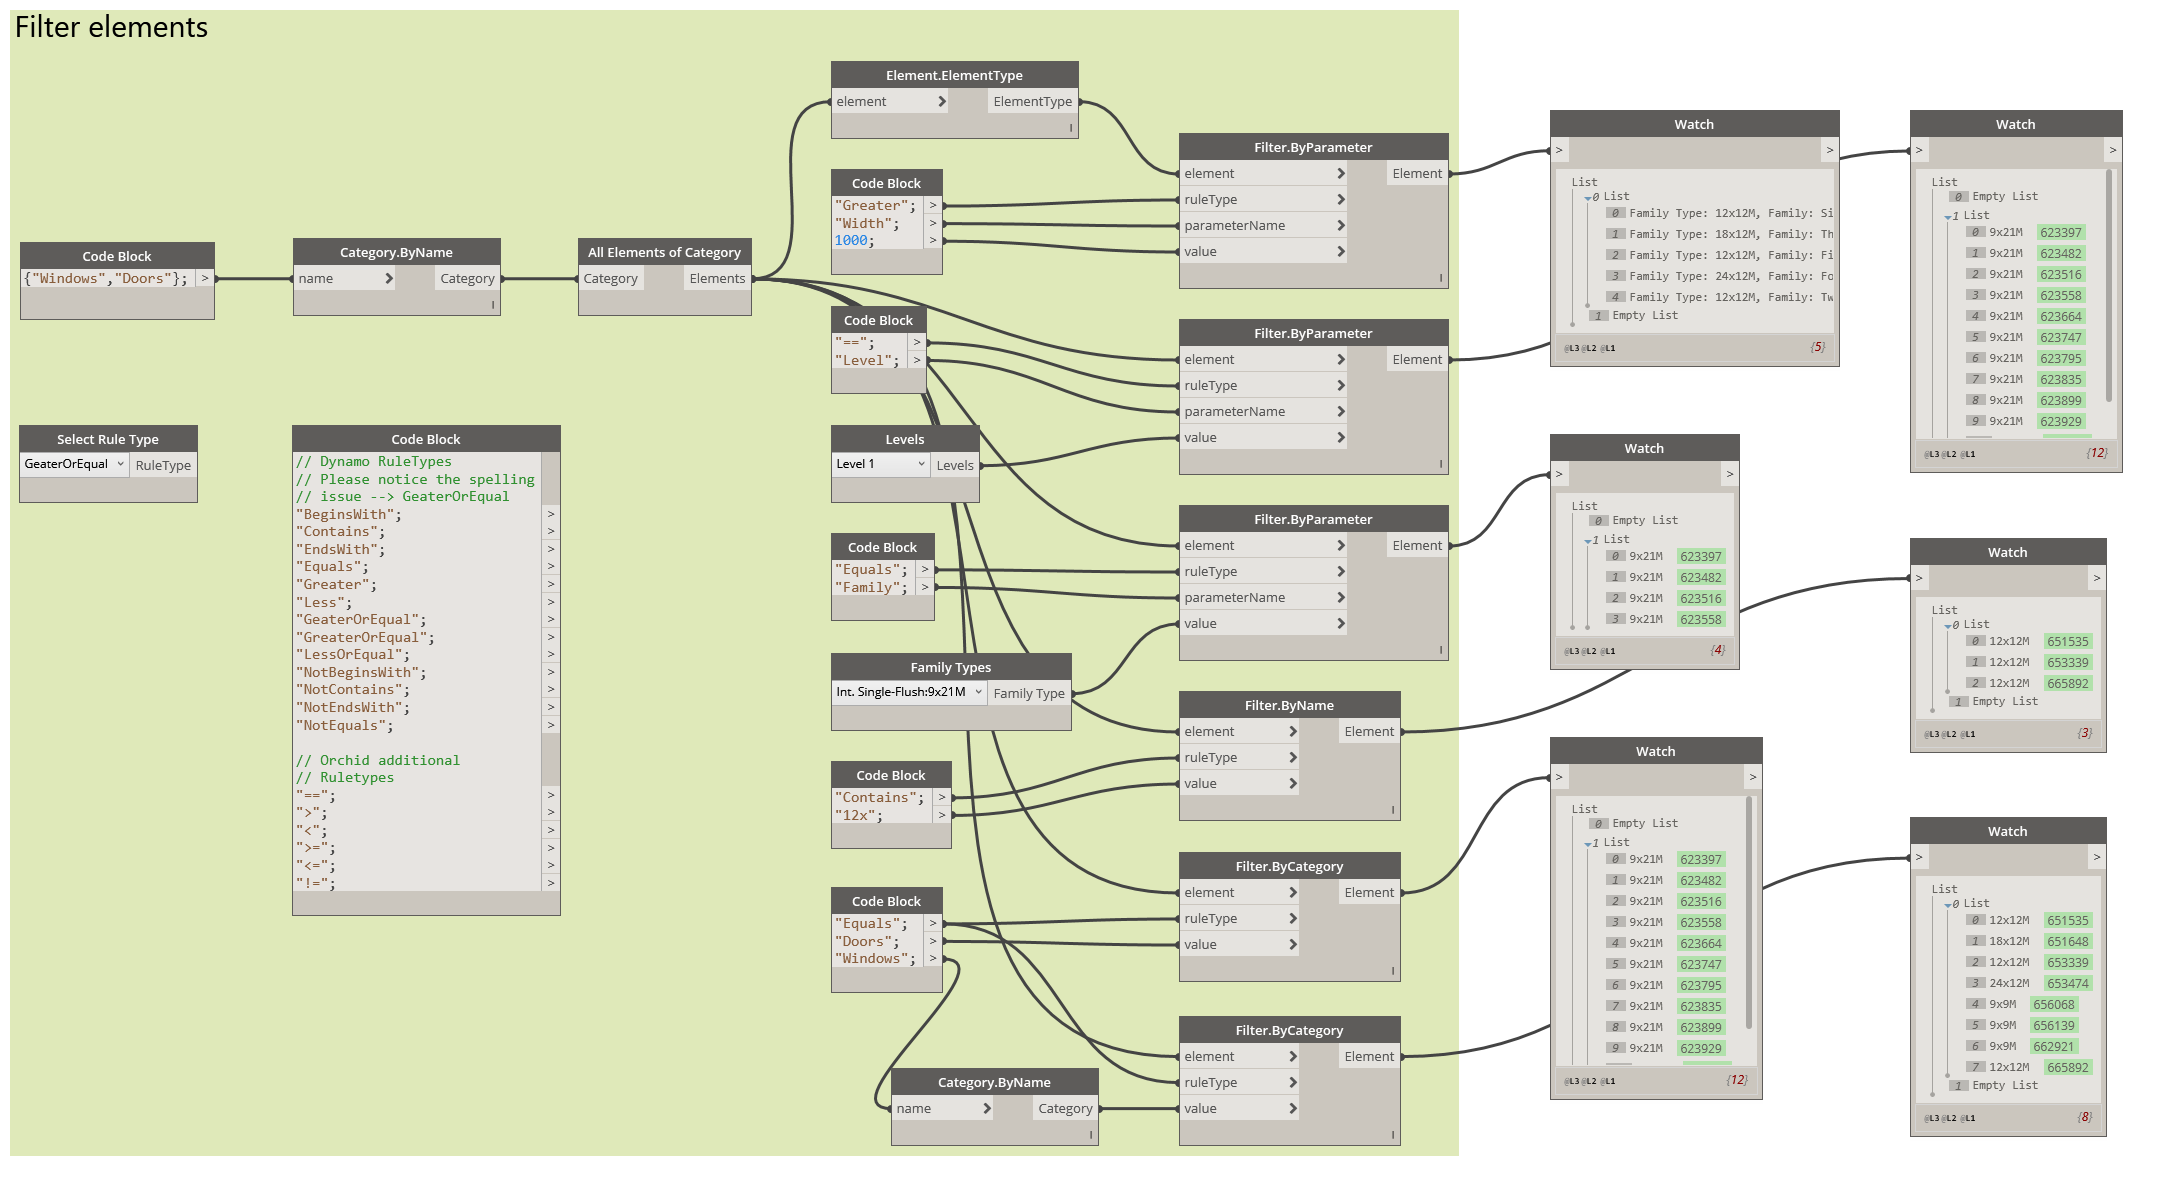 Filter elements
Code Block
{"Windows","Doors"}; >
Category.ByName
name Category
All Elements of Category
Category Elements
Select Rule Type
GeaterOrEqual RuleType
Code Block
// Dynamo RuleTypes
// Please notice the spelling
// issue --> GeaterOrEqual
"BeginsWith"; >
"Contains"; >
"EndsWith"; >
"Equals"; >
"Greater"; >
"Less"; >
"GeaterOrEqual"; >
"GreaterOrEqual"; >
"LessOrEqual"; >
"NotBeginsWith"; >
"NotContains"; >
"NotEndsWith"; >
"NotEquals"; >
// Orchid additional
// Ruletypes
"=="; >
">"; >
"<"; >
">="; >
"<="; >
"!="; >
Element.ElementType
element ElementType
Code Block
"Greater"; >
"Width"; >
1000; >
Code Block
"=="; >
"Level"; >
Levels
Level 1 Levels
Code Block
"Equals"; >
"Family"; >
Family Types
Int. Single-Flush:9x21M Family Type
Code Block
"Contains"; >
"12x"; >
Code Block
"Equals"; >
"Doors"; >
"Windows"; >
Category.ByName
name Category
Filter.ByParameter
element Element
ruleType
parameterName
value
Filter.ByParameter
element Element
ruleType
parameterName
value
Filter.ByParameter
element Element
ruleType
parameterName
value
Filter.ByName
element Element
ruleType
value
Filter.ByCategory
element Element
ruleType
value
Filter.ByCategory
element Element
ruleType
value
Watch
> >
List
0 List
0 Family Type: 12x12M, Family: Si
1 Family Type: 18x12M, Family: Th
2 Family Type: 12x12M, Family: Fi
3 Family Type: 24x12M, Family: Fo
4 Family Type: 12x12M, Family: Tw
1 Empty List
@L3 @L2 @L1 {5}
Watch
> >
List
0 Empty List
1 List
0 9x21M 623397
1 9x21M 623482
2 9x21M 623516
3 9x21M 623558
4 9x21M 623664
5 9x21M 623747
6 9x21M 623795
7 9x21M 623835
8 9x21M 623899
9 9x21M 623929
@L3 @L2 @L1 {12}
Watch
> >
List
0 Empty List
1 List
0 9x21M 623397
1 9x21M 623482
2 9x21M 623516
3 9x21M 623558
@L3 @L2 @L1 {4}
Watch
> >
List
0 List
0 12x12M 651535
1 12x12M 653339
2 12x12M 665892
1 Empty List
@L3 @L2 @L1 {3}
Watch
> >
List
0 Empty List
1 List
0 9x21M 623397
1 9x21M 623482
2 9x21M 623516
3 9x21M 623558
4 9x21M 623664
5 9x21M 623747
6 9x21M 623795
7 9x21M 623835
8 9x21M 623899
9 9x21M 623929
@L3 @L2 @L1 {12}
Watch
> >
List
0 List
0 12x12M 651535
1 18x12M 651648
2 12x12M 653339
3 24x12M 653474
4 9x9M 656068
5 9x9M 656139
6 9x9M 662921
7 12x12M 665892
1 Empty List
@L3 @L2 @L1 {8}